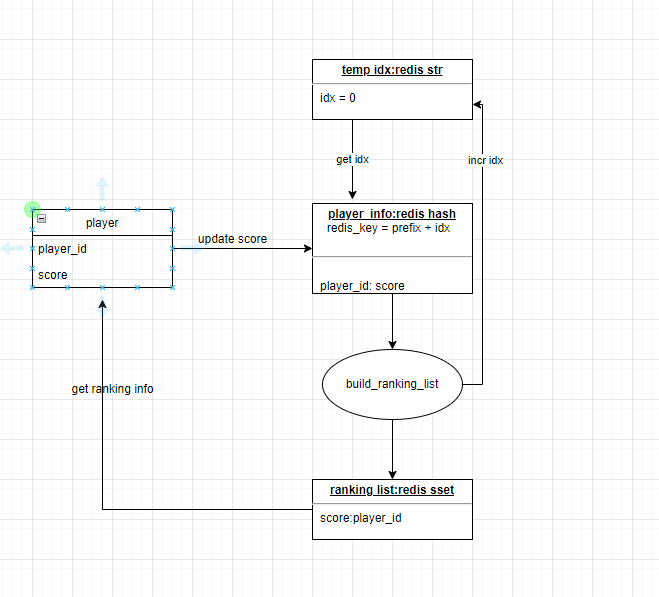 temp idx:redis str
idx = 0
get idx
incr idx
player_info:redis hash
redis_key = prefix + idx
player
update score
player_id
score
player_id: score
build_ranking_list
get ranking info
ranking list:redis sset
score:player_id